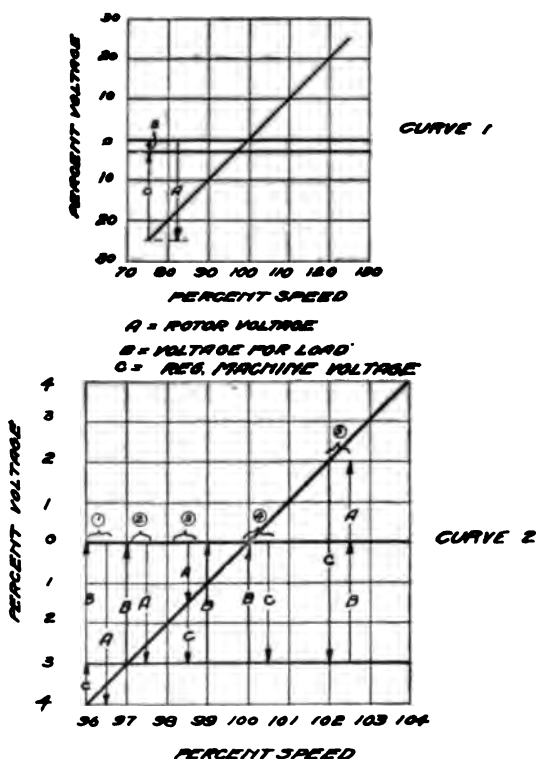 30
20
10
0
10
20
30
PERCENT VOLTAGE
B
C
A
CURVE 1
70 80 90 100 110 120 130
PERCENT SPEED
A = ROTOR VOLTAGE
B = VOLTAGE FOR LOAD
C = REG. MACHINE VOLTAGE
4
3
2
1
0
1
2
3
4
PERCENT VOLTAGE
5
1 2 3 4
A
C
CURVE 2
A
B B A B B C B
A C
C
96 97 98 99 100 101 102 103 104
PERCENT SPEED